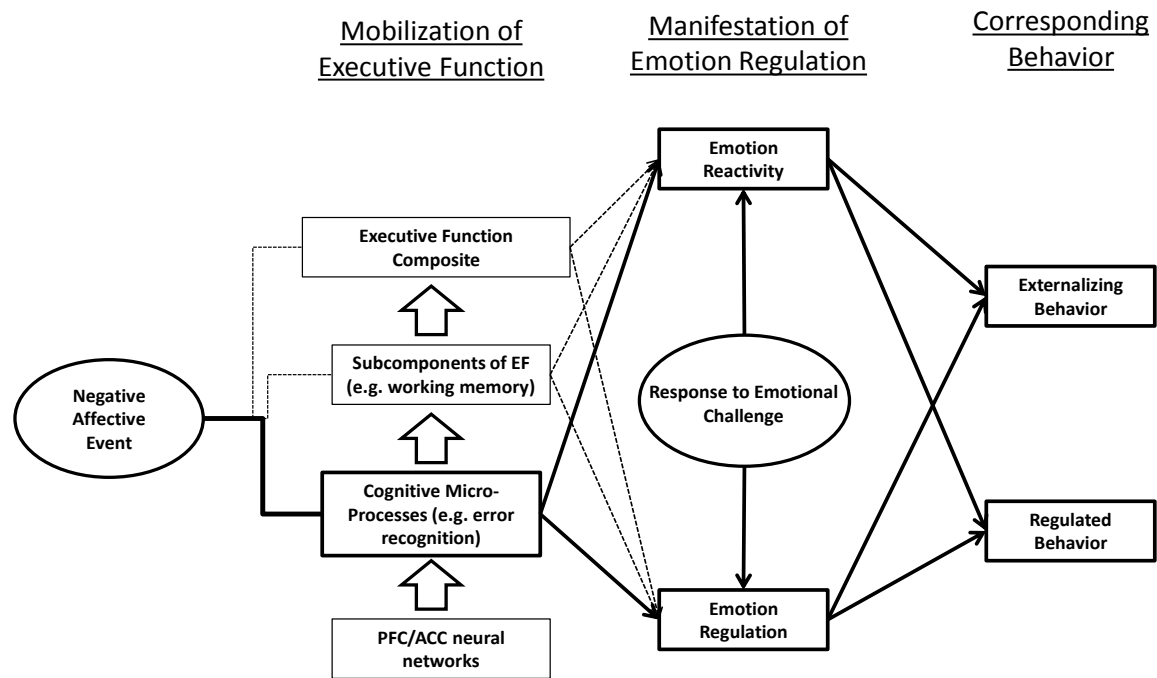 Mobilization of
Executive Function
Manifestation of
Emotion Regulation
Corresponding
Behavior
Negative
Affective
Event
Executive Function
Composite
Subcomponents of EF
(e.g. working memory)
Cognitive Micro-
Processes (e.g. error
recognition)
PFC/ACC neural
networks
Emotion
Reactivity
Response to Emotional
Challenge
Emotion
Regulation
Externalizing
Behavior
Regulated
Behavior